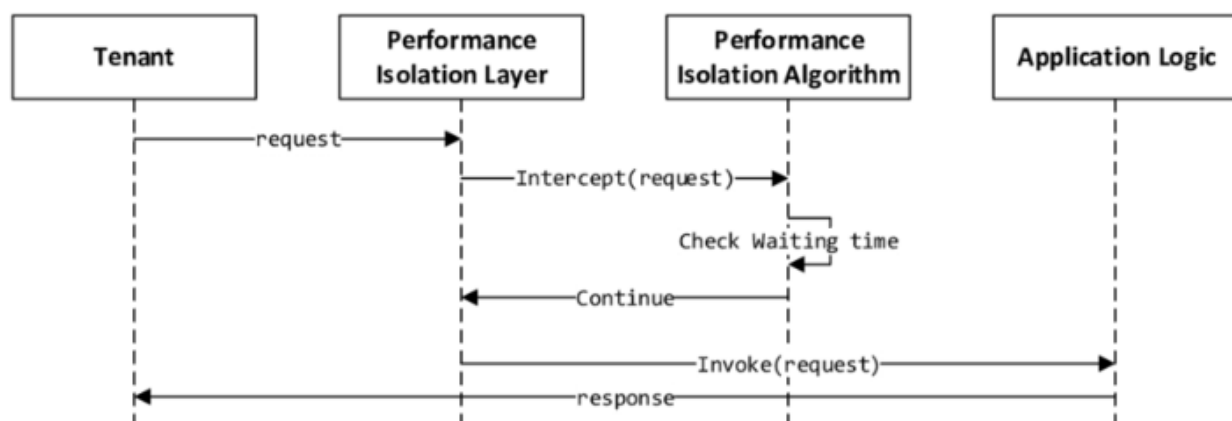 Tenant
Performance
Isolation Layer
Performance
Isolation Algorithm
Application Logic
request
Intercept(request)
Check Waiting time
Continue
Invoke(request)
response